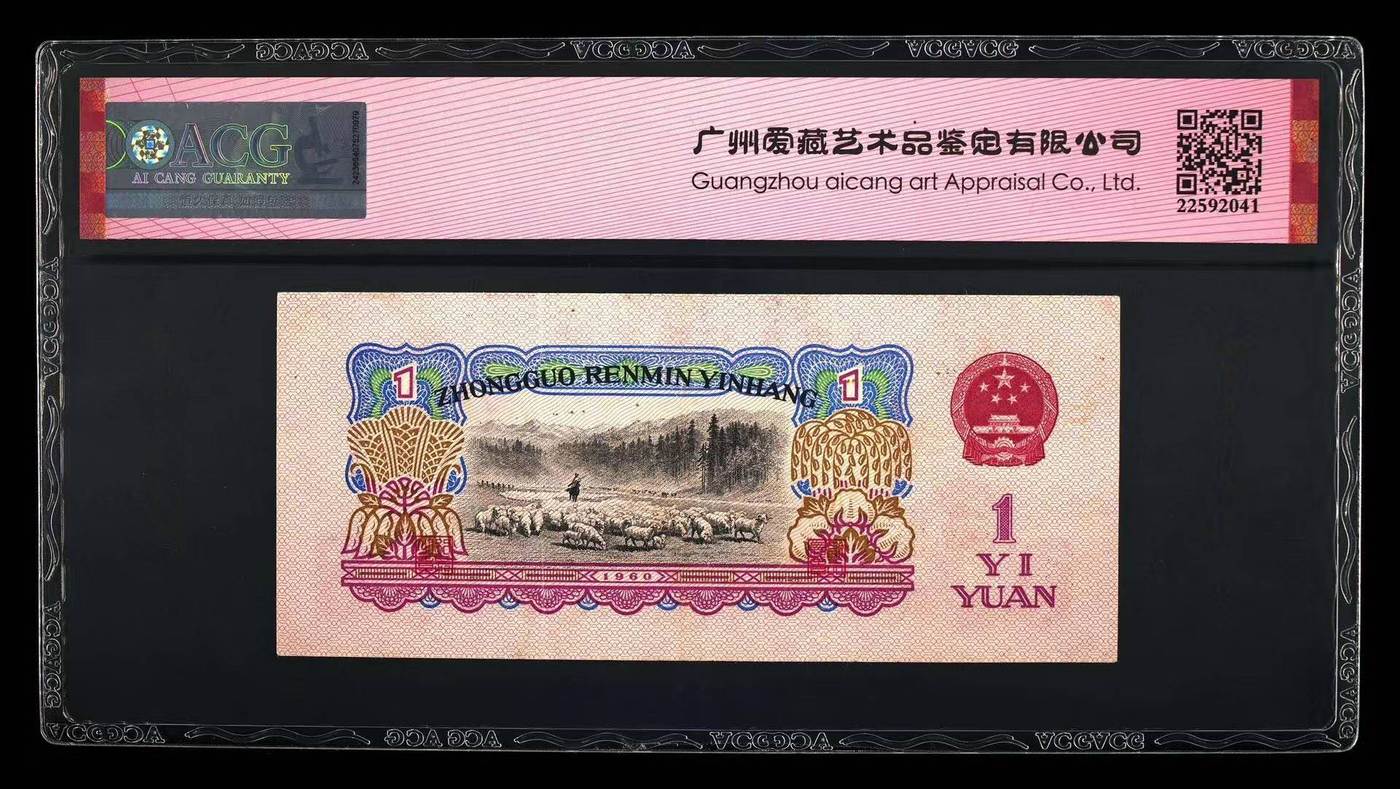 ACG
AI CANG GUARANTY
广州爱藏艺术品鉴定有限公司
Guangzhou aicang art Appraisal Co., Ltd.
22592041
ZHONGGUO RENMIN YINHANG
1
1
1960
1
YI
YUAN